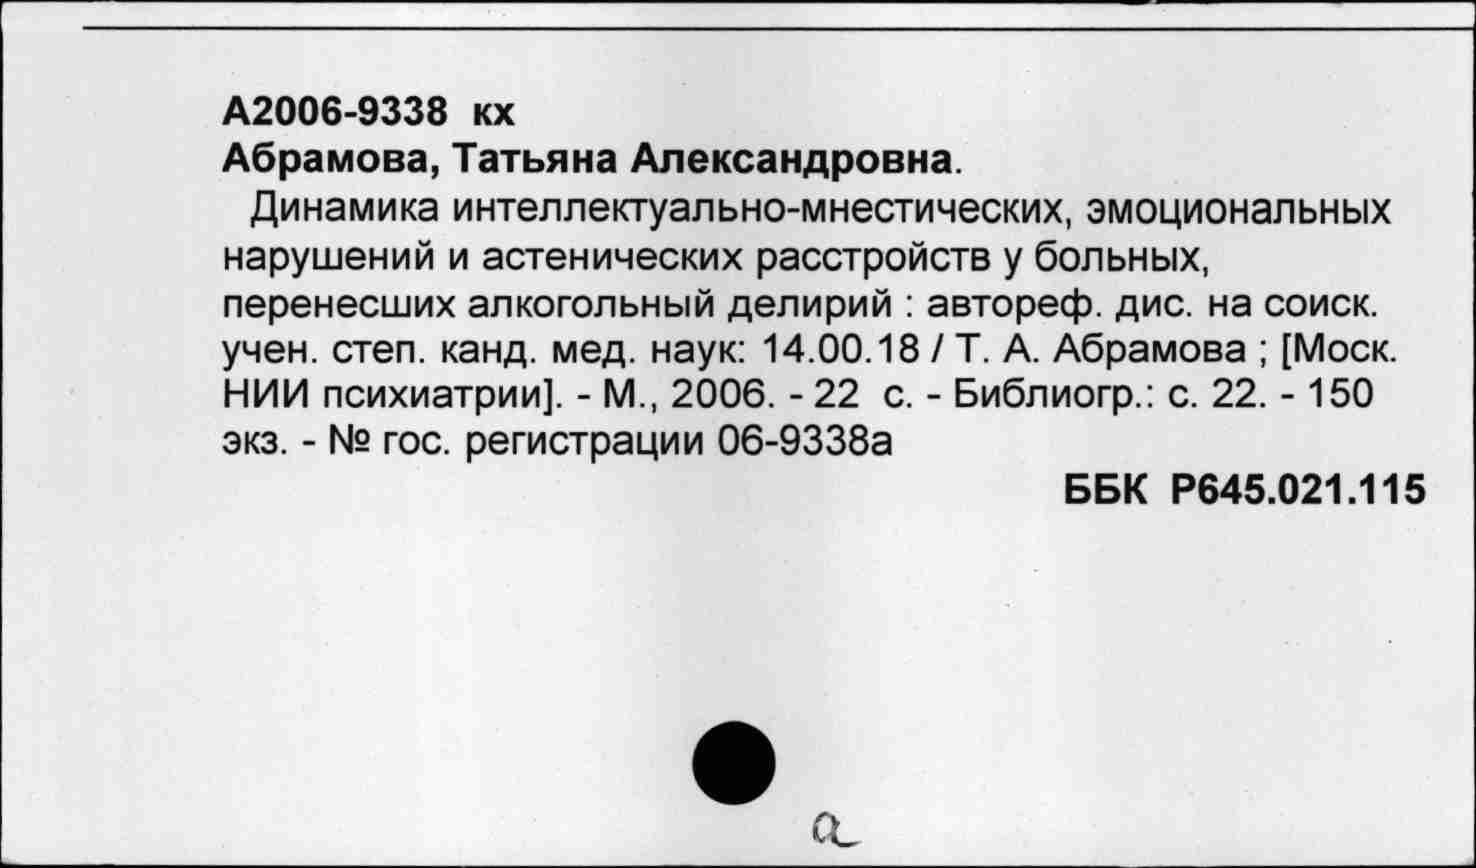 А2006-9338 кх
Абрамова, Татьяна Александровна.
Динамика интеллектуально-мнестических, эмоциональных
нарушений и астенических расстройств у больных,
перенесших алкогольный делирий : автореф. дис. на соиск.
учен. степ. канд. мед. наук: 14.00.18 / Т. А. Абрамова ; [Моск.
НИИ психиатрии]. - М., 2006. - 22 с. - Библиогр.: с. 22. - 150
экз. - № гос. регистрации 06-9338а
ББК Р645.021.115
а